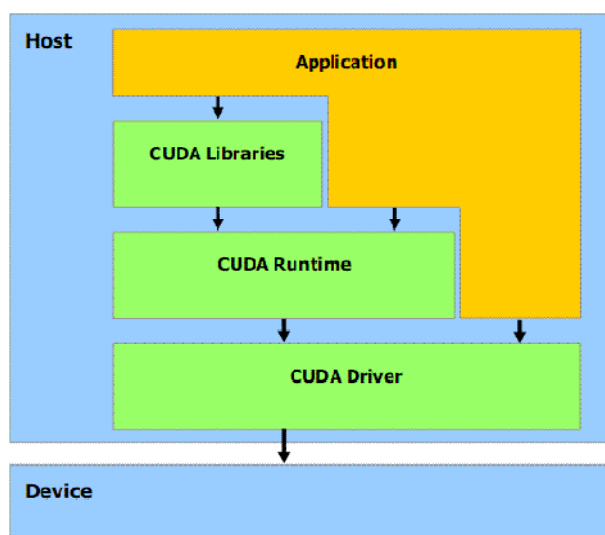 Host
Application
CUDA Libraries
CUDA Runtime
CUDA Driver
Device